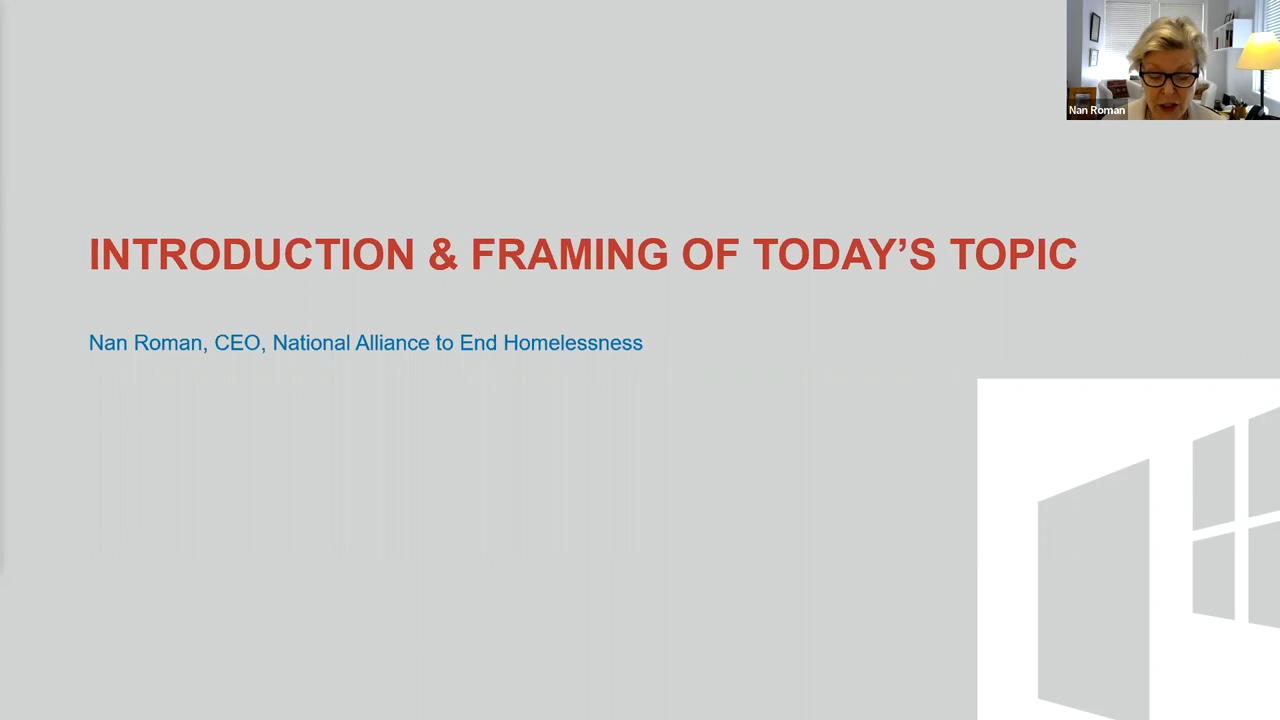 Nan Roman
INTRODUCTION & FRAMING OF TODAY’S TOPIC
Nan Roman, CEO, National Alliance to End Homelessness